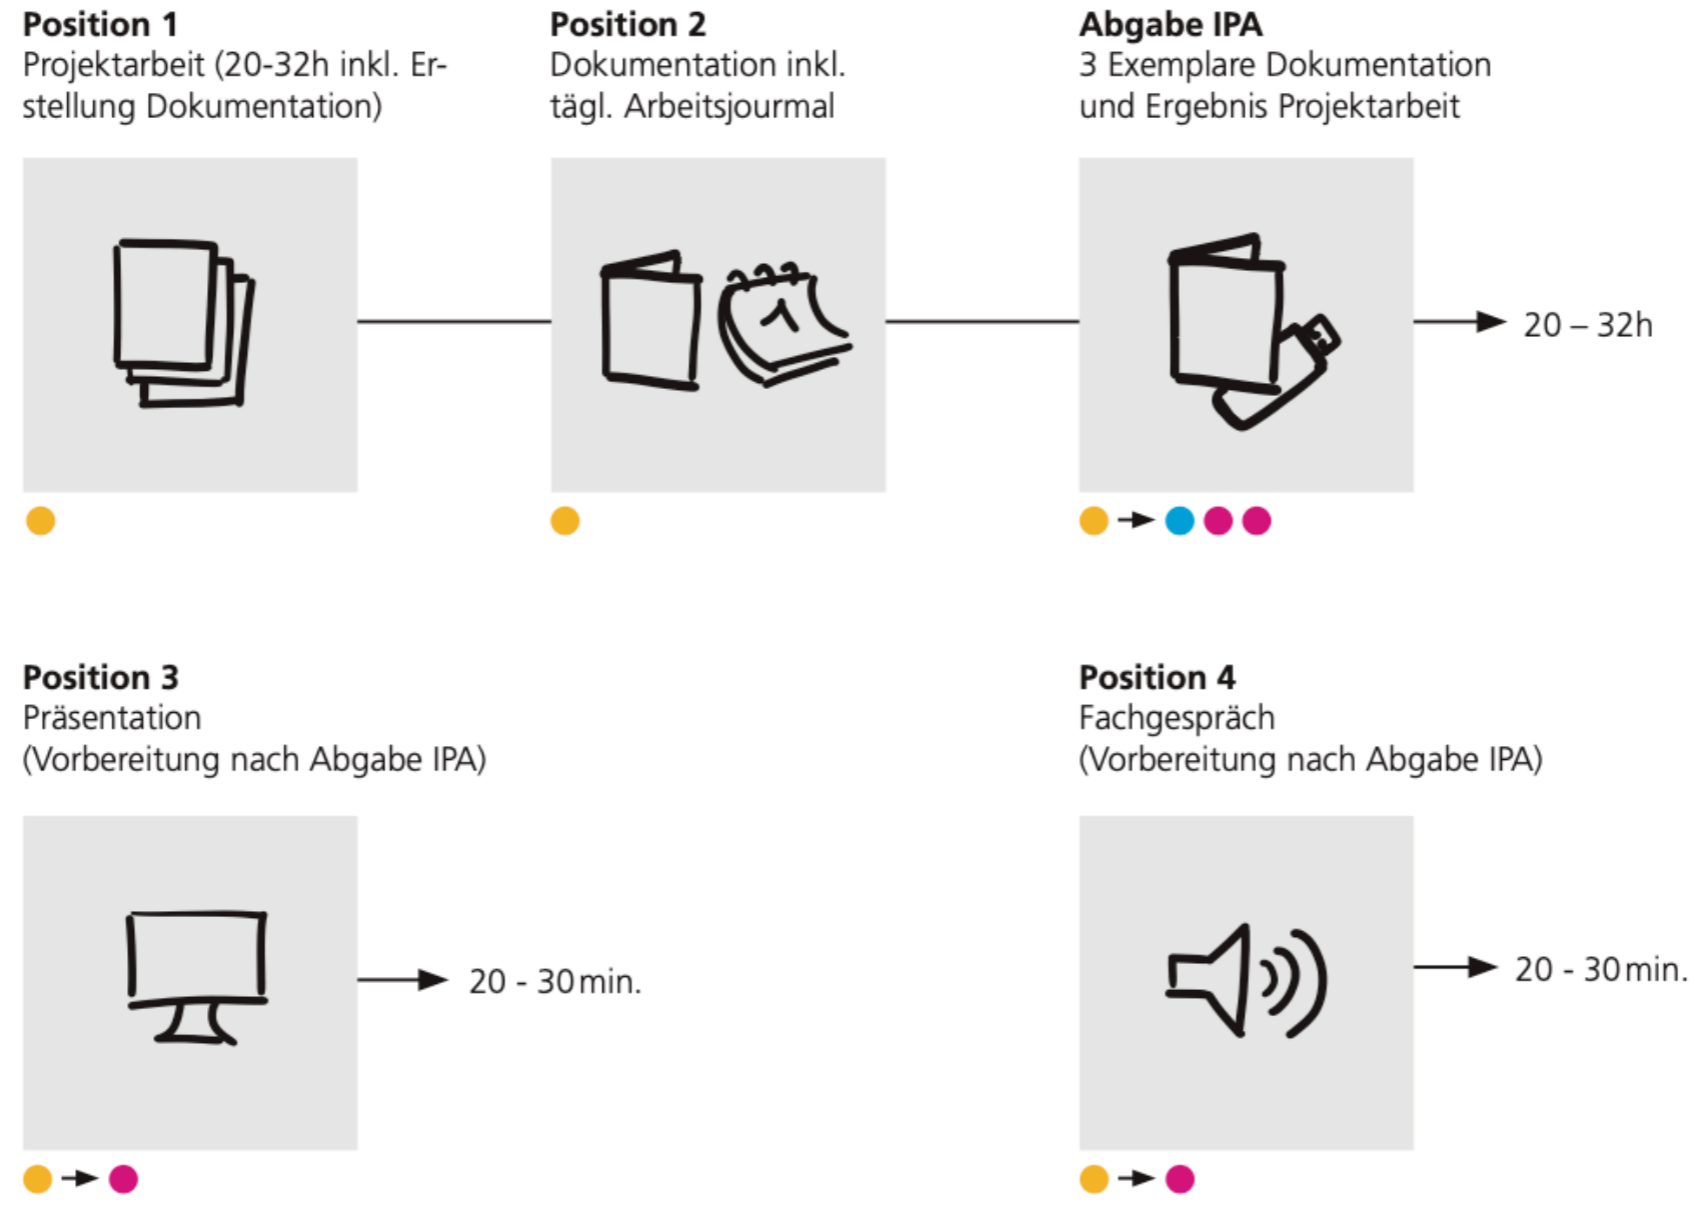 Position 1
Projektarbeit (20-32h inkl. Er-
stellung Dokumentation)
Position 2
Dokumentation inkl.
tägl. Arbeitsjourmal
Abgabe IPA
3 Exemplare Dokumentation
und Ergebnis Projektarbeit
1
20 – 32h
Position 3
Präsentation
(Vorbereitung nach Abgabe IPA)
20 - 30 min.
Position 4
Fachgespräch
(Vorbereitung nach Abgabe IPA)
20 - 30 min.